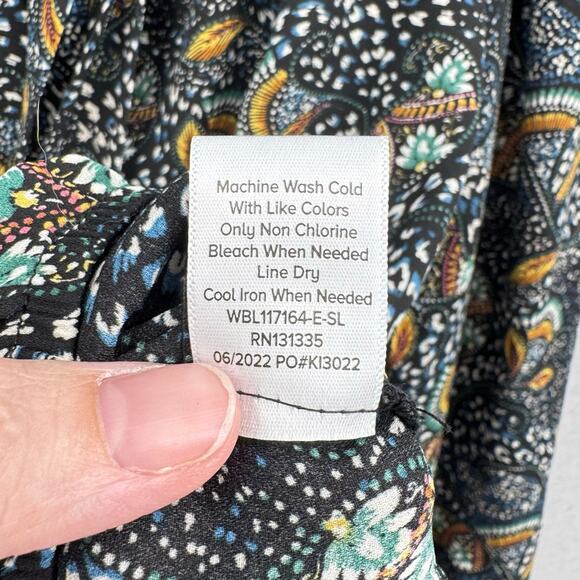 Machine Wash Cold
With Like Colors
Only Non Chlorine
Bleach When Needed
Line Dry
Cool Iron When Needed
WBL117164-E-SL
RN131335
06/2022 PO#KI3022